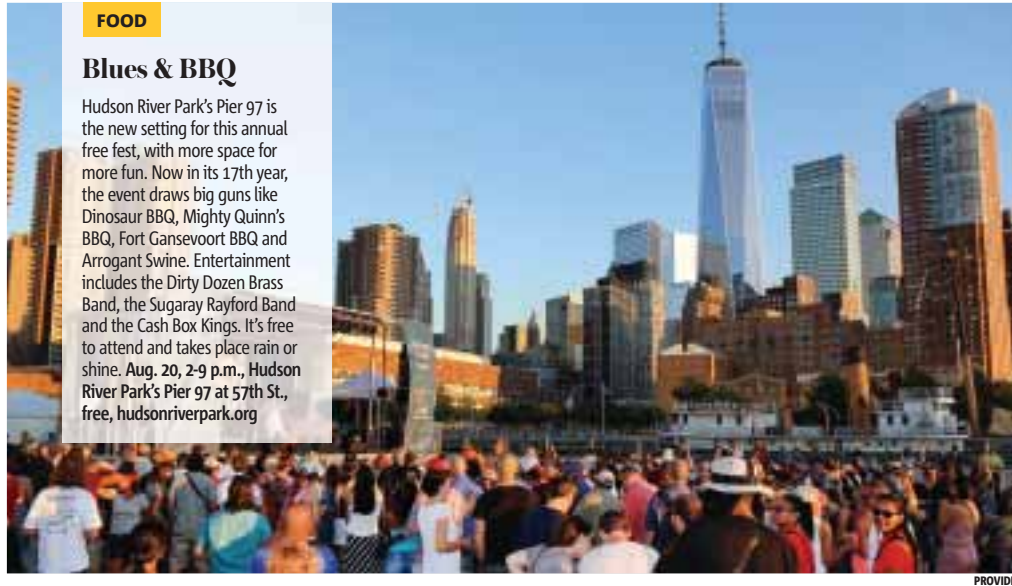 FOOD
Blues & BBQ
Hudson River Park's Pier 97 is
the new setting for this annual
free fest, with more space for
more fun. Now in its 17th year,
the event draws big guns like
Dinosaur BBQ, Mighty Quinn's
BBQ, Fort Gansevoort BBQ and
Arrogant Swine. Entertainment
includes the Dirty Dozen Brass
Band, the Sugaray Rayford Band
and the Cash Box Kings. It's free
to attend and takes place rain or
shine. Aug. 20, 2-9 p.m., Hudson
River Park's Pier 97 at 57th St.,
free, hudsonriverpark.org